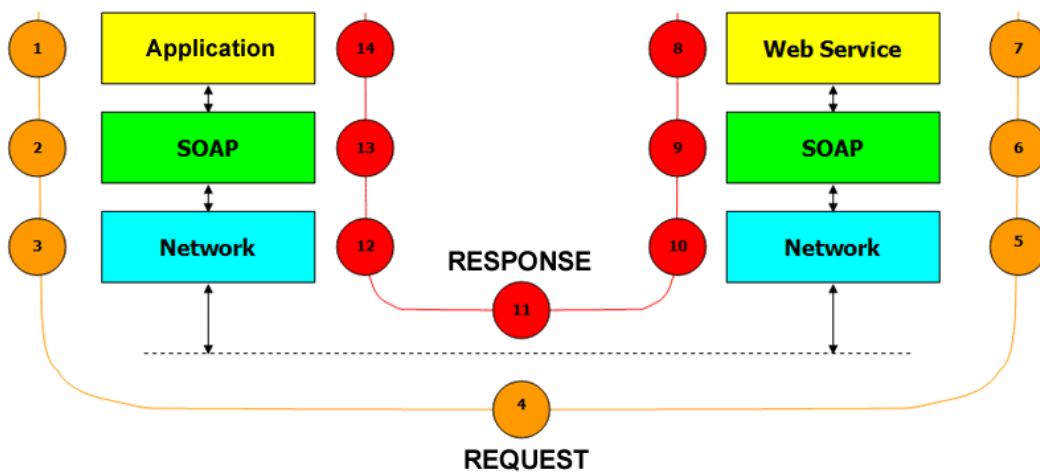 1 Application 14 8 Web Service 7
2 SOAP 13 9 SOAP 6
3 Network 12 10 Network 5
RESPONSE
11
4
REQUEST